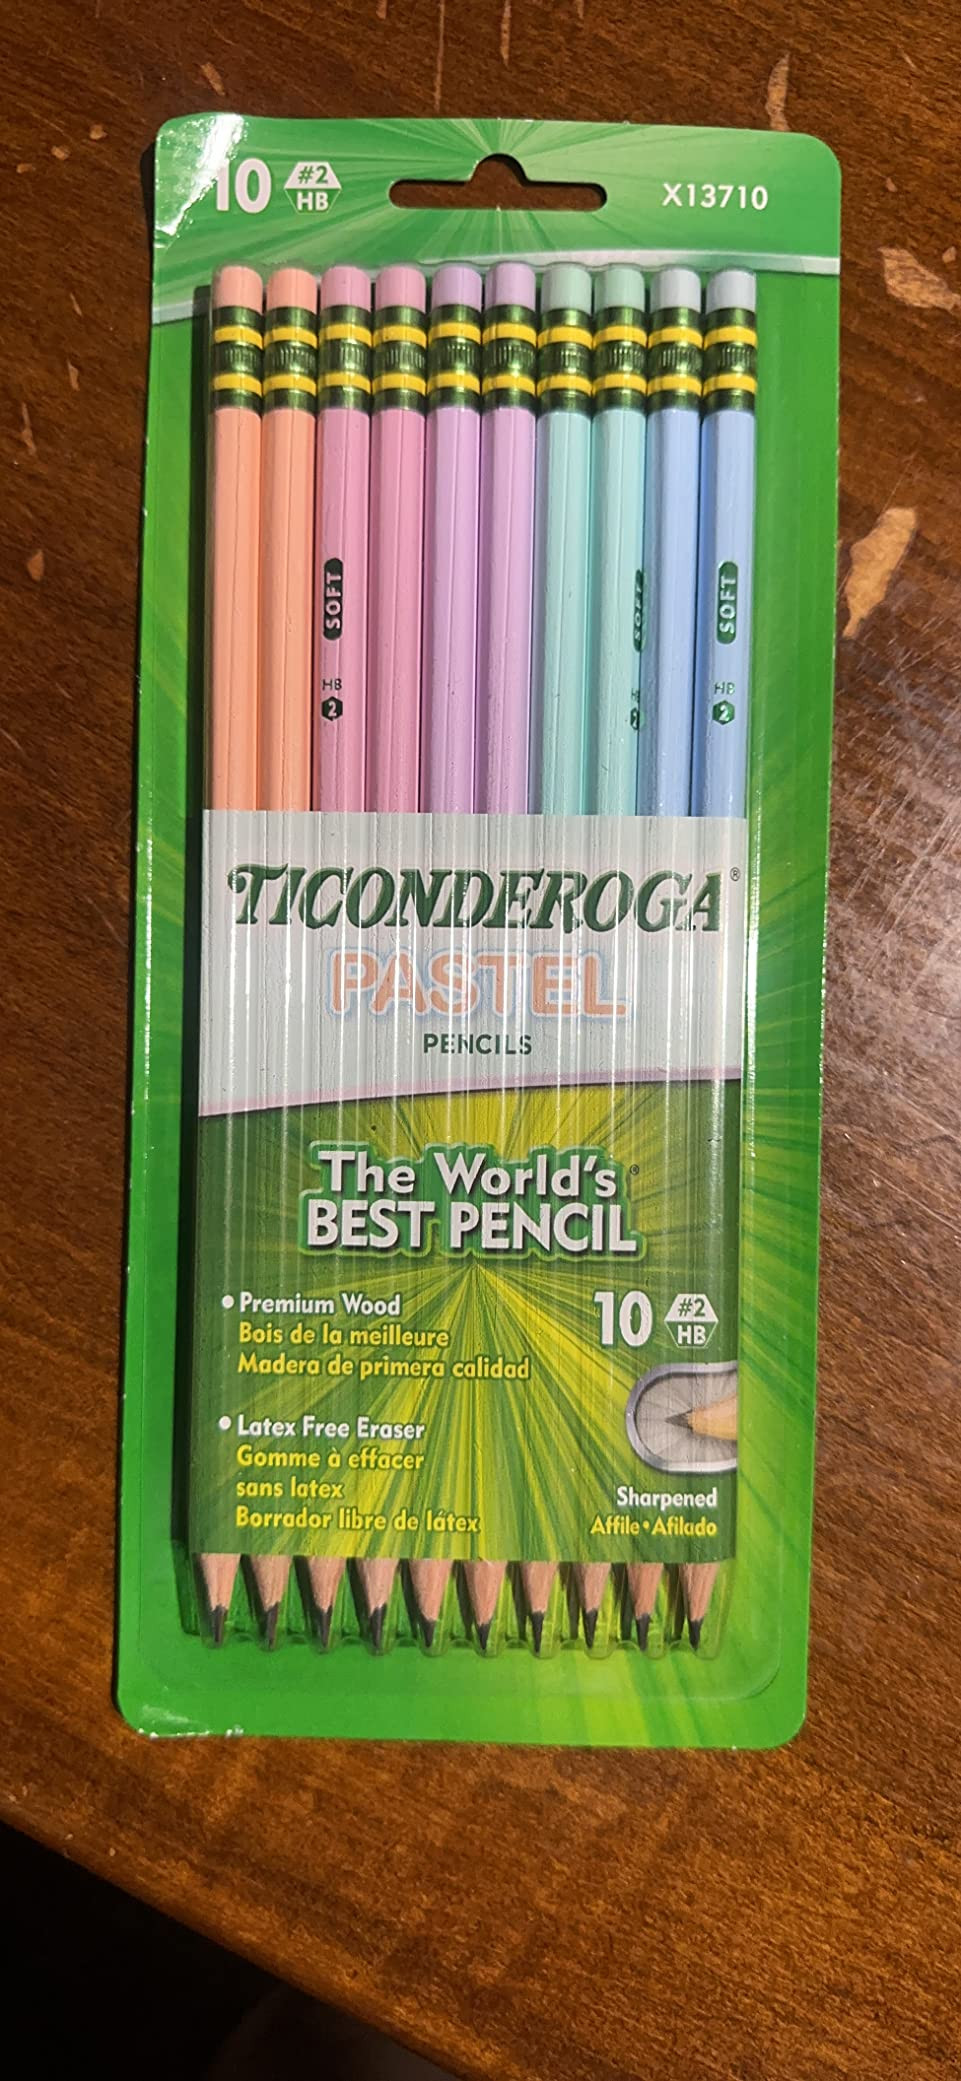 10 #2 HB
X13710
SOFT
HB
2
SOFT
HB
2
SOFT
HB
2
TICONDEROGA®
PASTEL
PENCILS
The World's
BEST PENCIL®
• Premium Wood
Bois de la meilleure
Madera de primera calidad
10 #2 HB
• Latex Free Eraser
Gomme à effacer
sans latex
Borrador libre de látex
Sharpened
Affile • Afilado